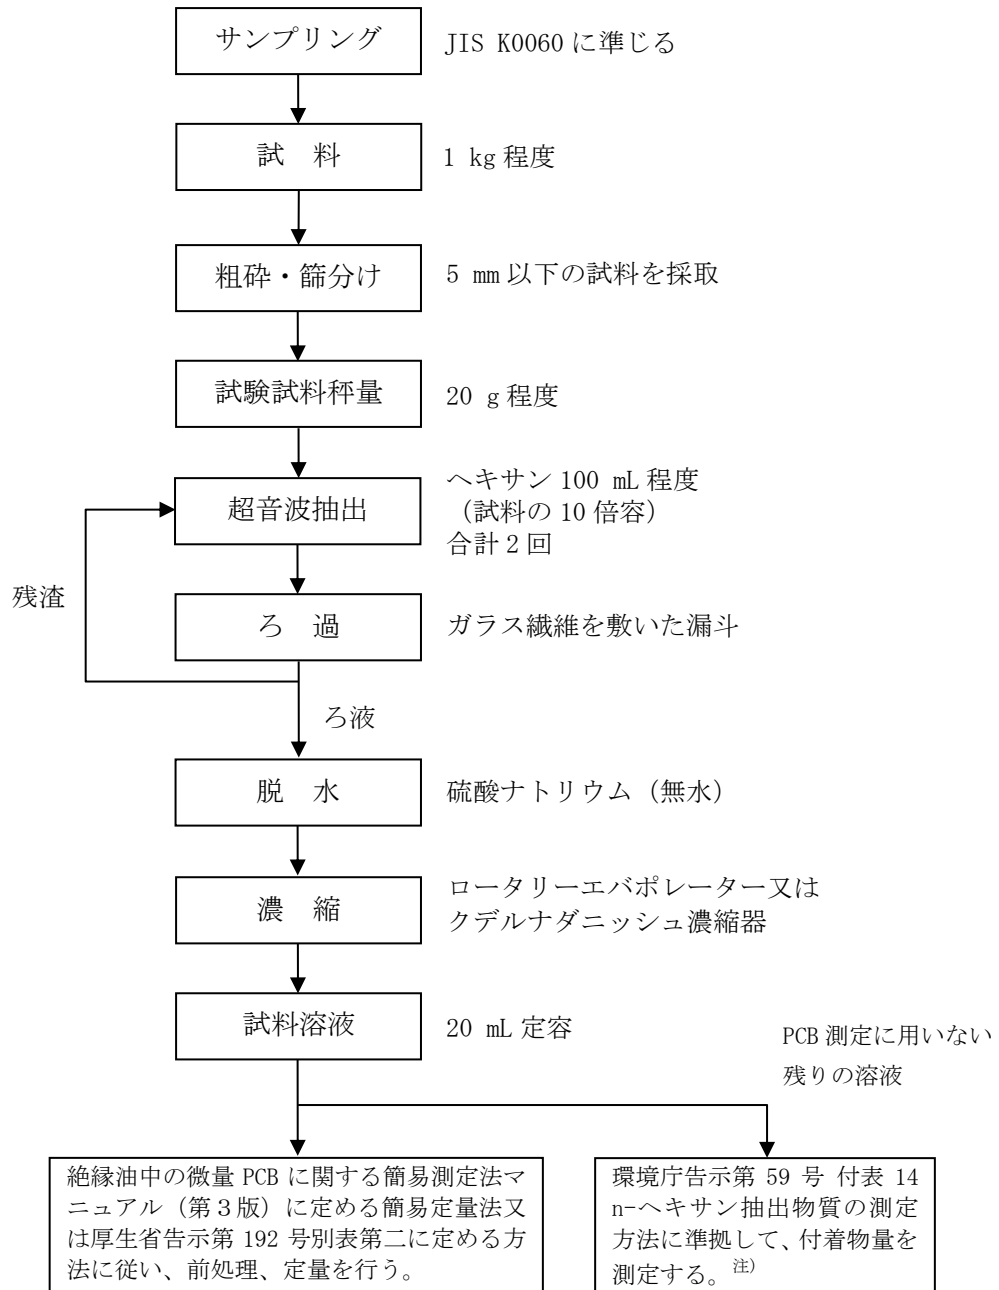 サンプリング
JIS K0060 に準じる
試　料
1 kg 程度
粗砕・篩分け
5 mm 以下の試料を採取
試験試料秤量
20 g 程度
超音波抽出
ヘキサン 100 mL 程度
（試料の 10 倍容）
合計２回
残渣
ろ　過
ガラス繊維を敷いた漏斗
ろ液
脱　水
硫酸ナトリウム（無水）
濃　縮
ロータリーエバポレーター又は
クデルナダニッシュ濃縮器
試料溶液
20 mL 定容
PCB 測定に用いない
残りの溶液
絶縁油中の微量 PCB に関する簡易測定法マ
ニュアル（第３版）に定める簡易定量法又
は厚生省告示第 192 号別表第二に定める方
法に従い、前処理、定量を行う。
環境庁告示第 59 号 付表 14
n-ヘキサン抽出物質の測定
方法に準拠して、付着物量を
測定する。注）